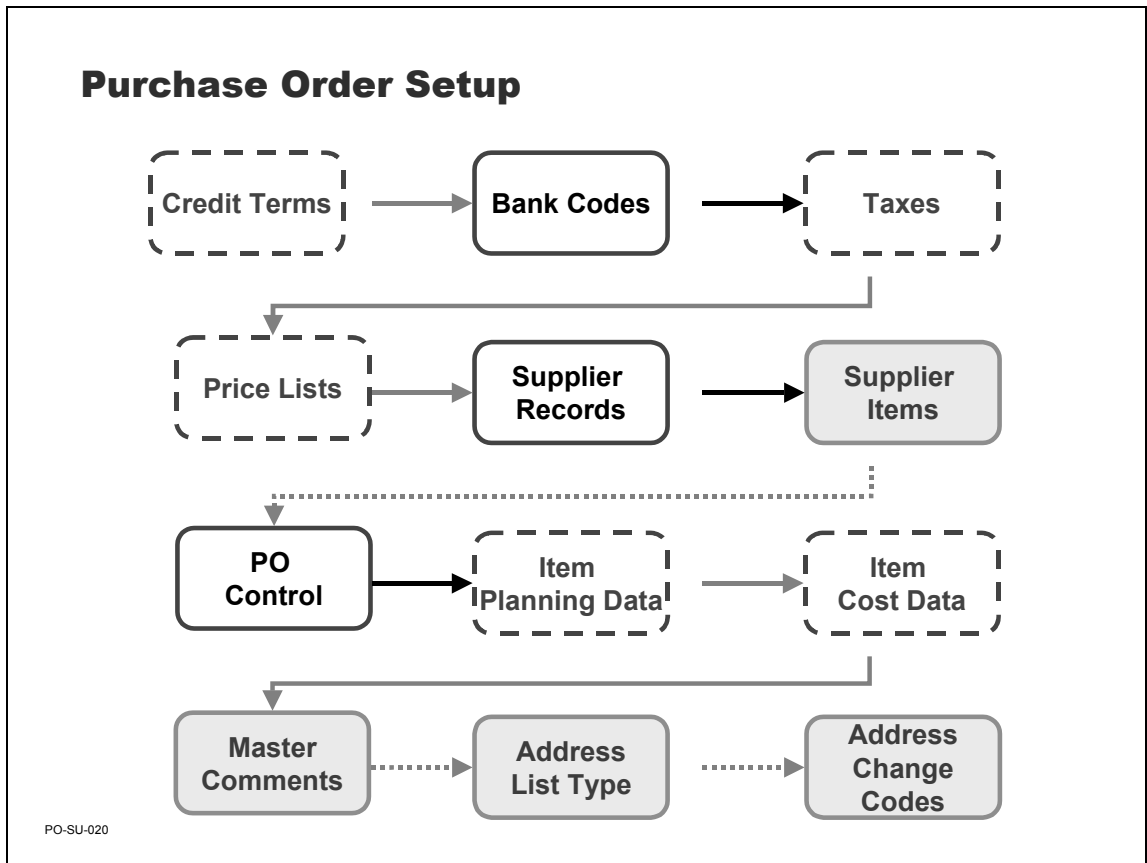 Purchase Order Setup
Credit Terms
Bank Codes
Taxes
Price Lists
Supplier
Records
Supplier
Items
PO
Control
Item
Planning Data
Item
Cost Data
Master
Comments
Address
List Type
Address
Change
Codes
PO-SU-020